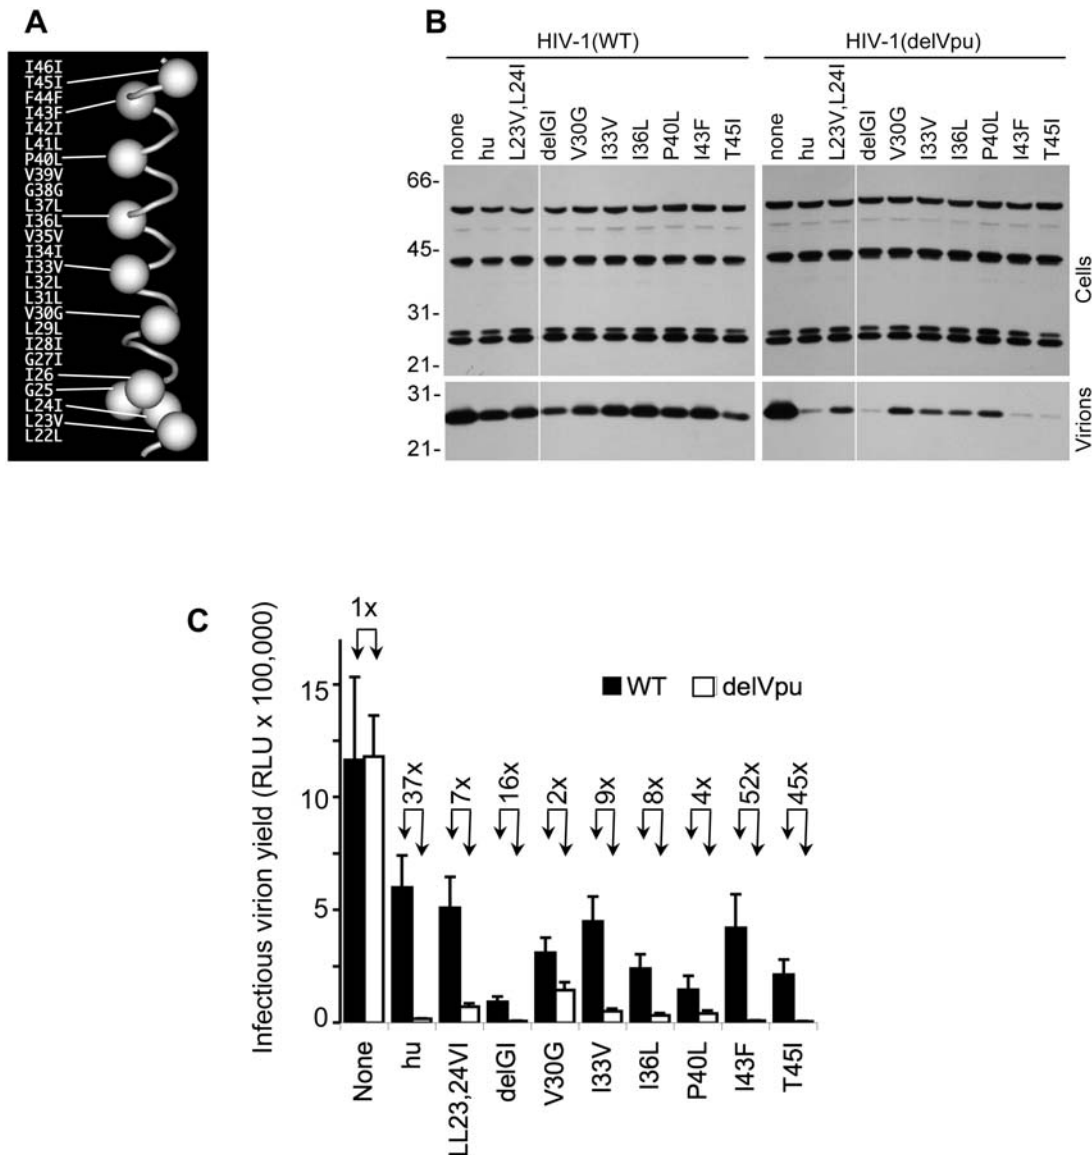 A
I46I
T45I
F44F
I43F
I42I
L41L
P40L
V39V
G38G
L37L
I36L
V35V
I34I
I33V
L32L
L31L
V30G
L29L
I28I
G27I
I26
G25
L24I
L23V
L22L
B
HIV-1(WT)
HIV-1(delVpu)
none
hu
L23V,L24I
delGI
V30G
I33V
I36L
P40L
I43F
T45I
none
hu
L23V,L24I
delGI
V30G
I33V
I36L
P40L
I43F
T45I
66-
45-
31-
21-
Cells
31-
21-
Virions
C
Infectious virion yield (RLU x 100,000)
WT
delVpu
1x
37x
7x
16x
2x
9x
8x
4x
52x
45x
15
10
5
0
None
hu
LL23,24VI
delGI
V30G
I33V
I36L
P40L
I43F
T45I